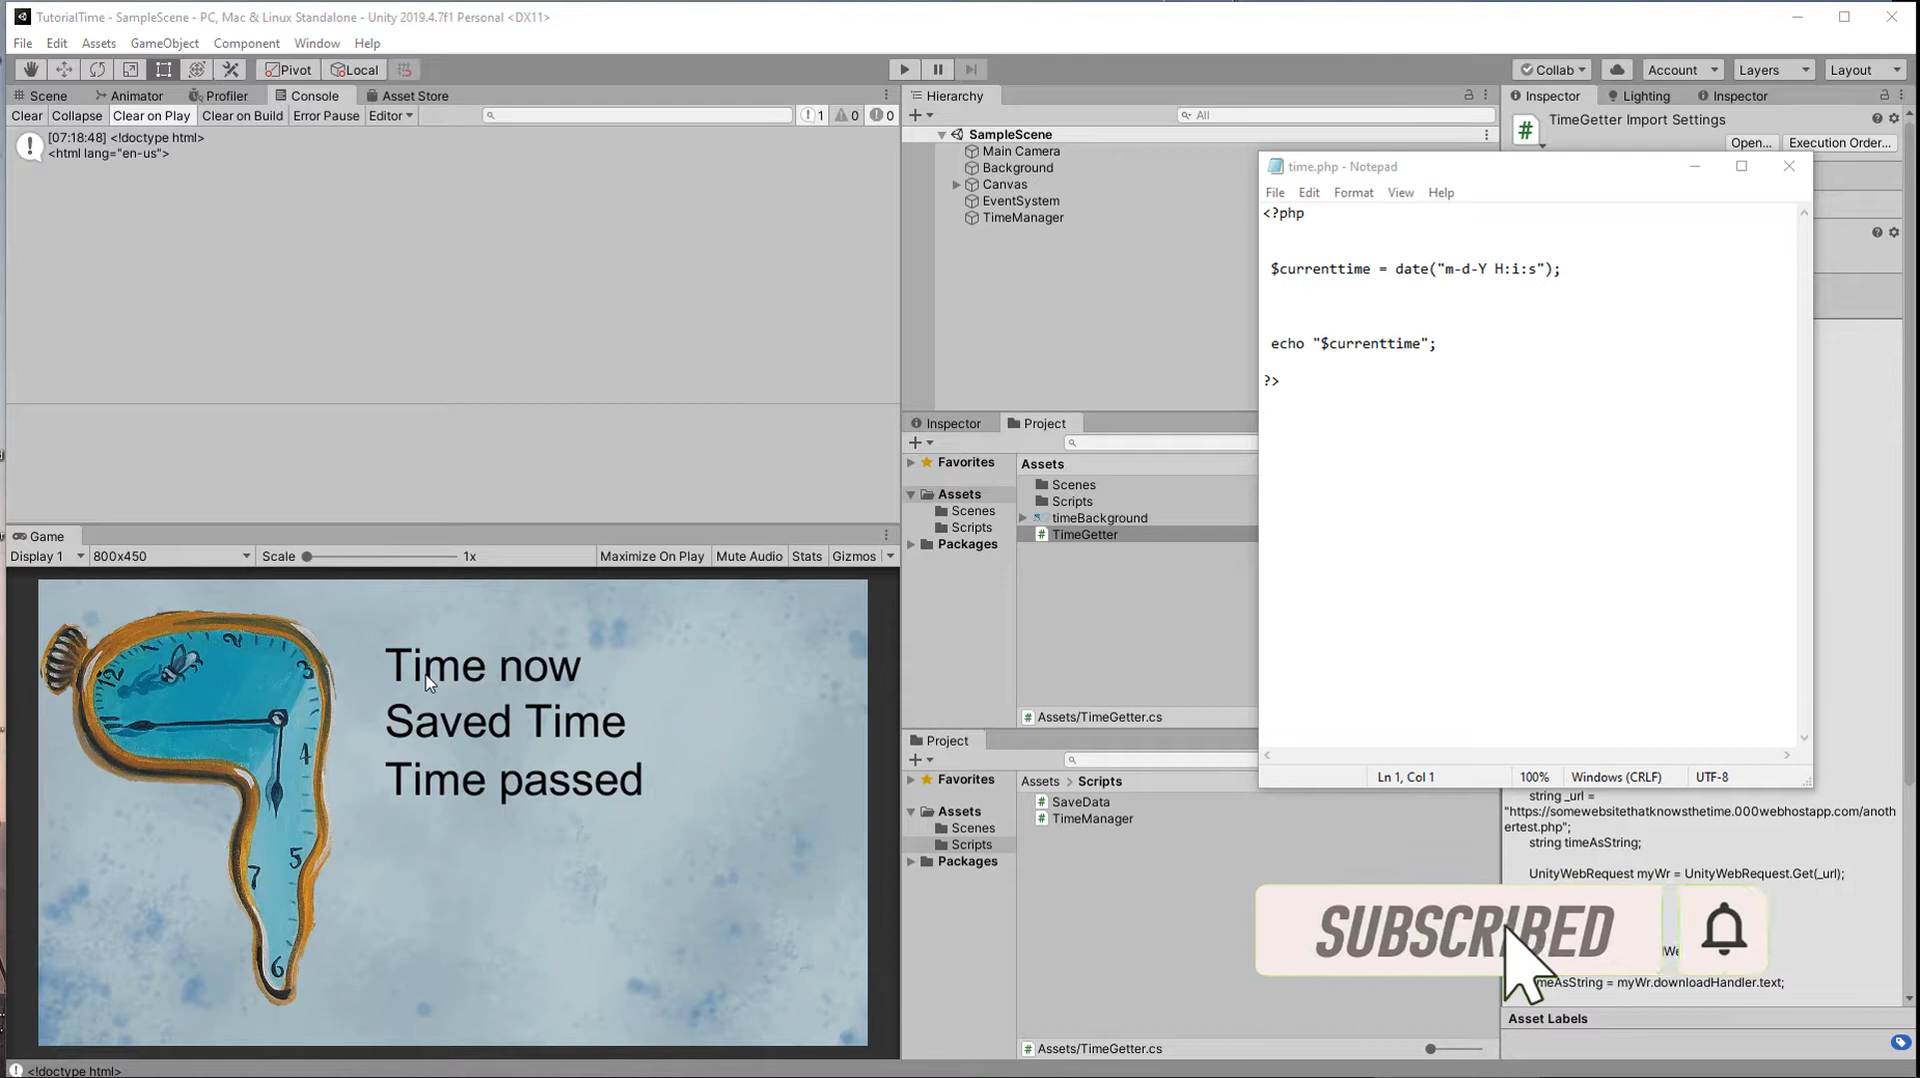 TutorialTime - SampleScene - PC, Mac & Linux Standalone - Unity 2019.4.7f1 Personal <DX11>
File Edit Assets GameObject Component Window Help
Pivot Local Collab Account Layers Layout
Scene Animator Profiler Console Asset Store
Clear Collapse Clear on Play Clear on Build Error Pause Editor 1 0 0
[07:18:48] <!doctype html>
<html lang="en-us">
Hierarchy
All
SampleScene
Main Camera
Background
Canvas
EventSystem
TimeManager
Inspector Lighting Inspector
TimeGetter Import Settings
Open... Execution Order...
time.php - Notepad
File Edit Format View Help
<?php
$currenttime = date("m-d-Y H:i:s");
echo "$currenttime";
?>
Ln 1, Col 1 100% Windows (CRLF) UTF-8
Inspector Project
Favorites
Assets
Scenes
Scripts
Packages
Assets
Scenes
Scripts
timeBackground
TimeGetter
Assets/TimeGetter.cs
Project
Favorites
Assets
Scenes
Scripts
Packages
Assets > Scripts
SaveData
TimeManager
Assets/TimeGetter.cs
string _url =
"https://somewebsitethatknowsthetime.000webhostapp.com/anoth
ertest.php";
string timeAsString;
UnityWebRequest myWr = UnityWebRequest.Get(_url);
SUBSCRIBED
= myWr.downloadHandler.text;
Asset Labels
Game
Display 1 800x450 Scale 1x Maximize On Play Mute Audio Stats Gizmos
12 2 3
4
5
7
6
Time now
Saved Time
Time passed
<!doctype html>